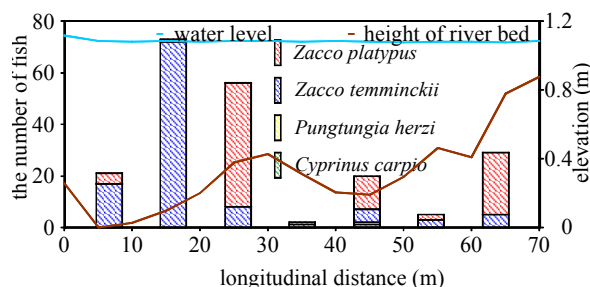 water level
height of river bed
80
60
40
20
0
the number of fish
Zacco platypus
Zacco temminckii
Pungtungia herzi
Cyprinus carpio
1.2
0.8
0.4
0
elevation (m)
0 10 20 30 40 50 60 70
longitudinal distance (m)